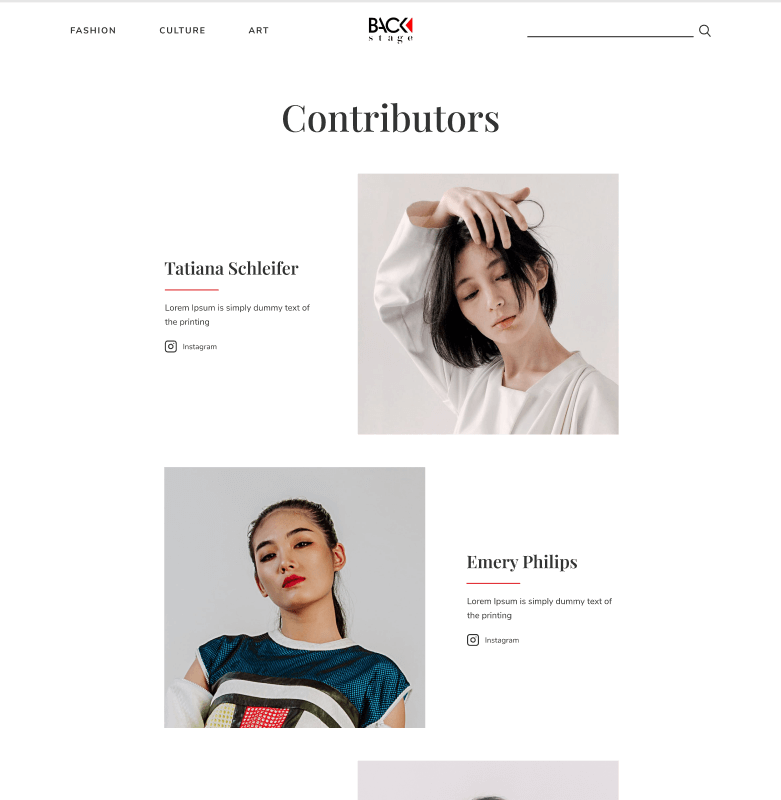 FASHION CULTURE ART
BACK
stage
Contributors
Tatiana Schleifer
Lorem Ipsum is simply dummy text of
the printing
Instagram
Emery Philips
Lorem Ipsum is simply dummy text of
the printing
Instagram